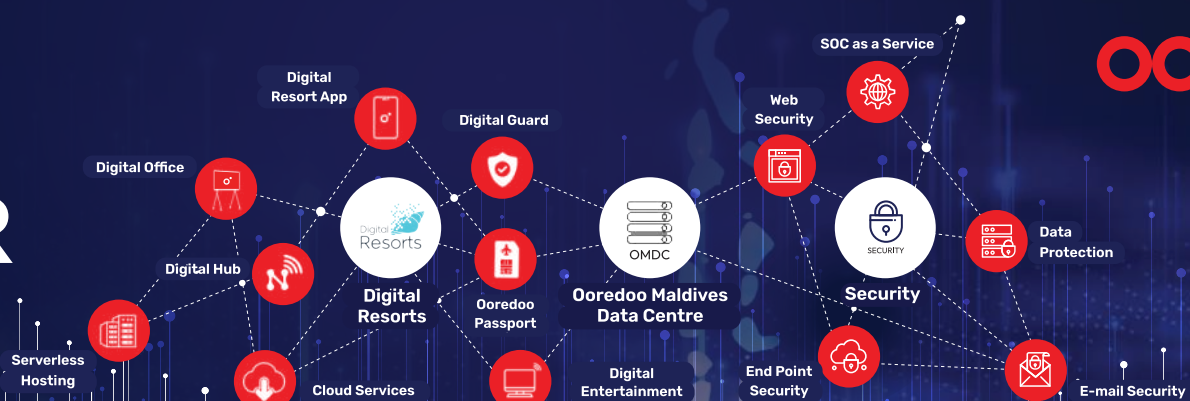 SOC as a Service
Digital
Resort App
Web
Security
Digital Guard
Digital Office
Digital
Resorts
OMDC
SECURITY
Data
Protection
Digital Hub
Digital
Resorts
Ooredoo
Passport
Ooredoo Maldives
Data Centre
Security
Serverless
Hosting
Cloud Services
Digital
Entertainment
End Point
Security
E-mail Security